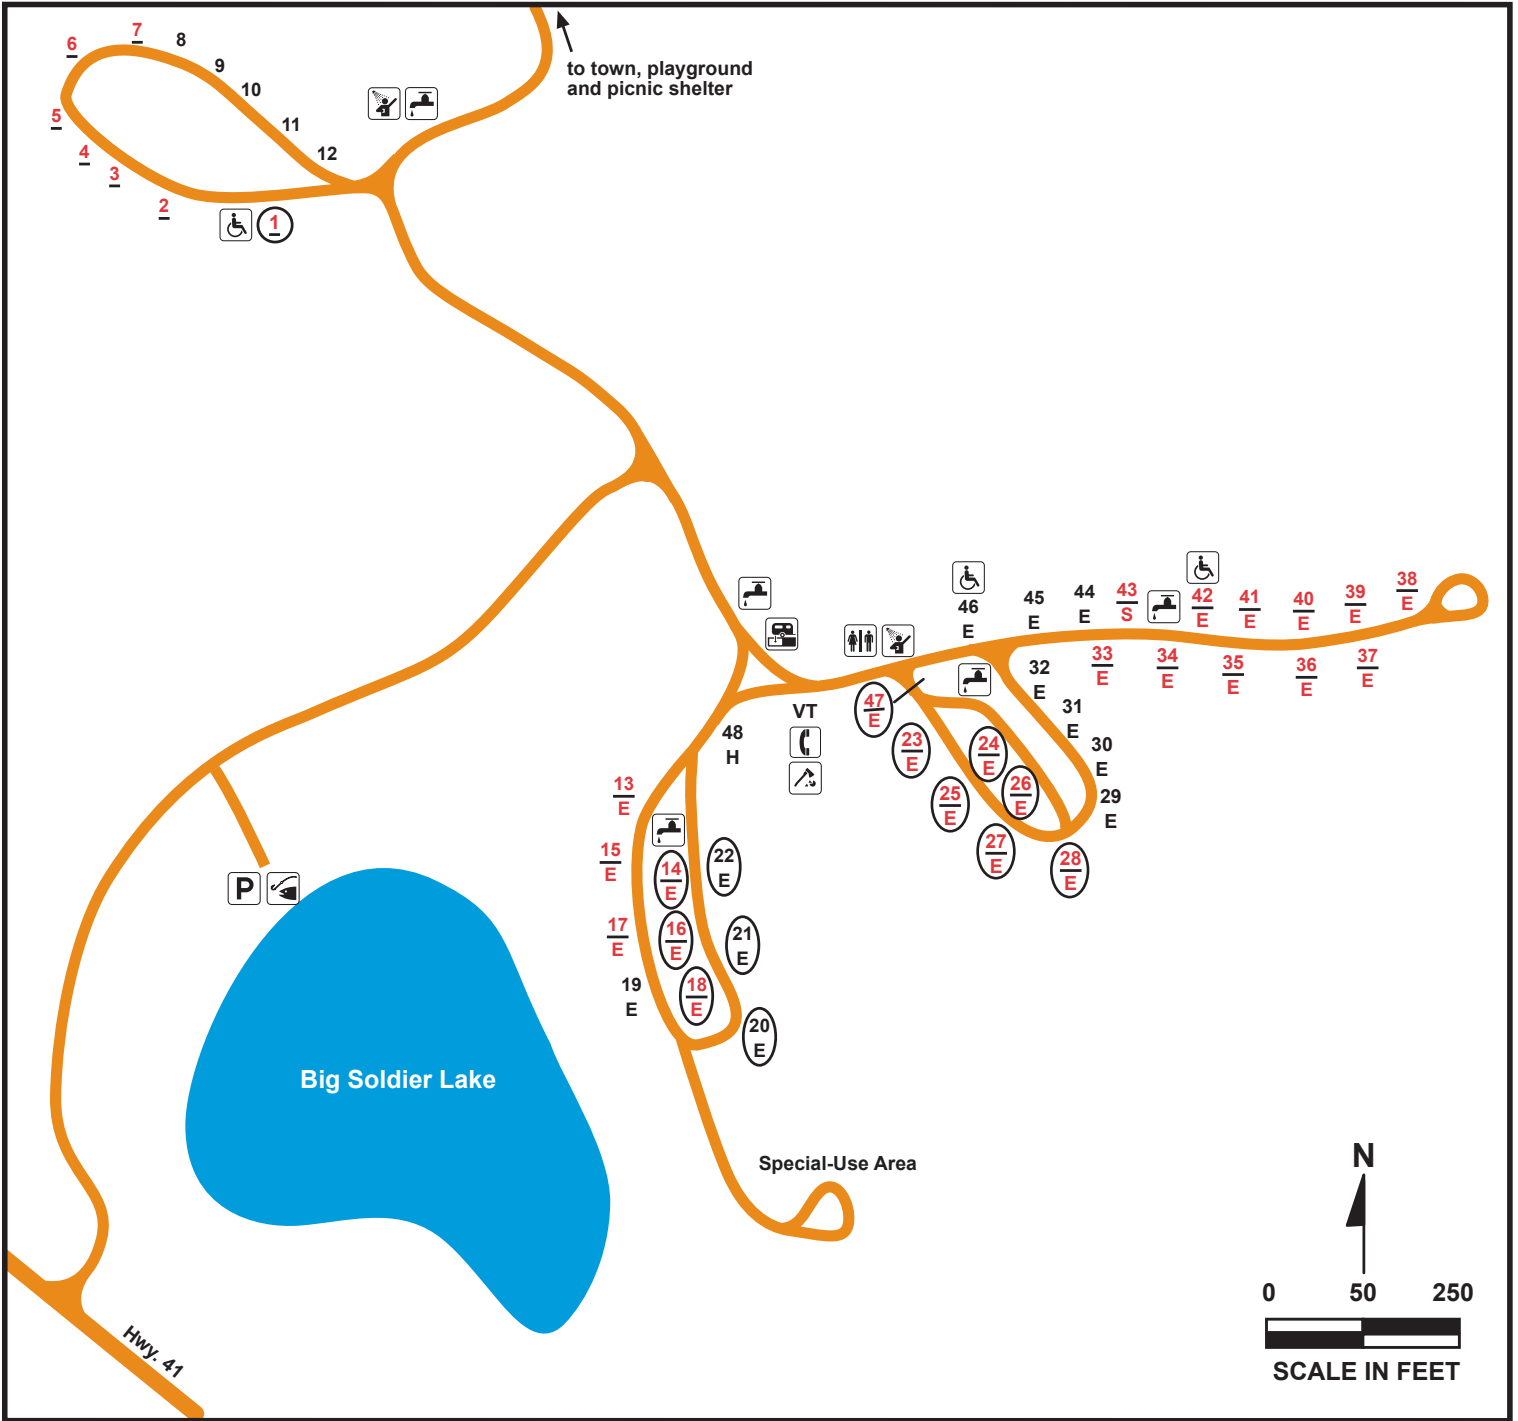 7
6
8
9
10
11
12
5
4
3
2
1
to town, playground
and picnic shelter
38
E
39
E
40
E
41
E
42
E
43
S
44
E
45
E
46
E
33
E
34
E
35
E
36
E
37
E
32
E
31
E
30
E
29
E
47
E
23
E
24
E
25
E
26
E
27
E
28
E
VT
48
H
13
E
15
E
14
E
22
E
17
E
16
E
21
E
19
E
18
E
20
E
P
Big Soldier Lake
Special-Use Area
Hwy. 41
N
0 50 250
SCALE IN FEET